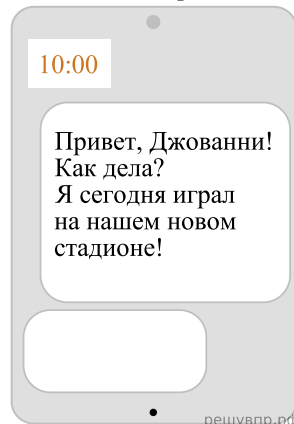 10:00
Привет, Джованни!
Как дела?
Я сегодня играл
на нашем новом
стадионе!
решувпр.рф